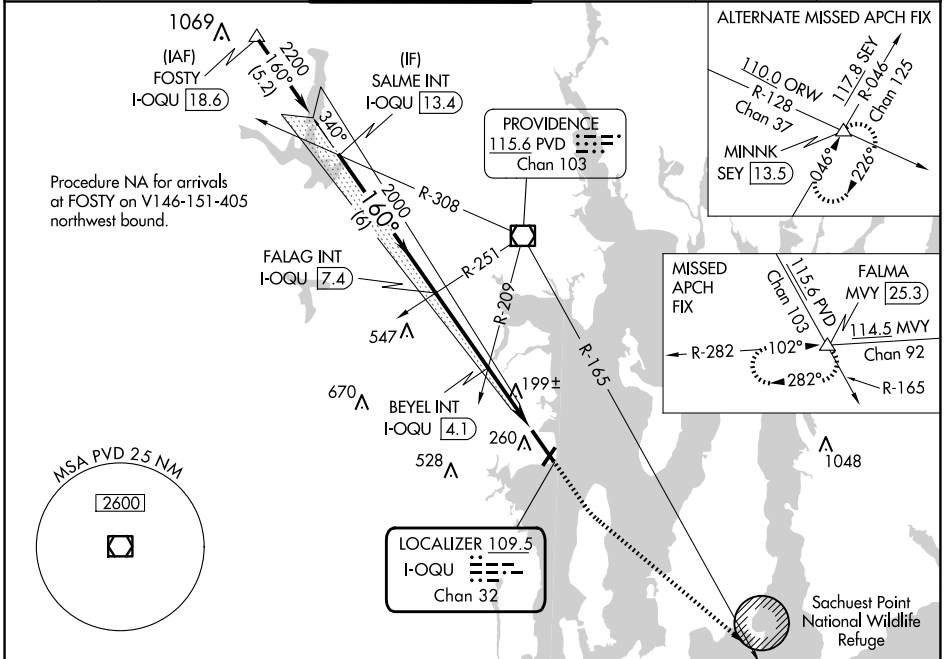 1069
2200
160°
(5.2)
(IAF)
FOSTY
I-OQU 18.6
(IF)
SALME INT
I-OQU 13.4
340°
Procedure NA for arrivals
at FOSTY on V146-151-405
northwest bound.
PROVIDENCE
115.6 PVD
Chan 103
R-308
2000
160°
(6)
FALAG INT
I-OQU 7.4
R-251
R-209
R-165
547
670
BEYEL INT
I-OQU 4.1
199±
260
528
1048
MSA PVD 25 NM
2600
LOCALIZER 109.5
I-OQU
Chan 32
Sachuest Point
National Wildlife
Refuge
ALTERNATE MISSED APCH FIX
110.0 ORW
R-128
Chan 37
117.8 SEY
R-046
Chan 125
MINNK
SEY 13.5
046°
226°
MISSED
APCH
FIX
115.6 PVD
Chan 103
FALMA
MVY 25.3
114.5 MVY
Chan 92
R-282
102°
282°
R-165